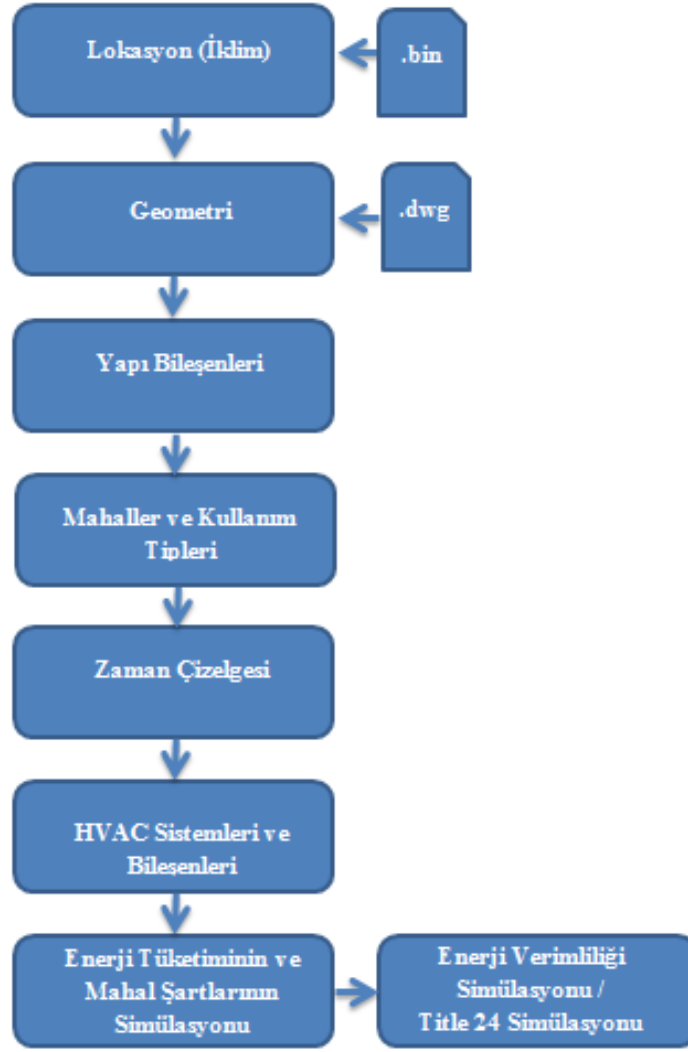 Lokasyon (İklim)
.bin
Geometri
.dwg
Yapı Bileşenleri
Mahaller ve Kullanım
Tipleri
Zaman Çizelgesi
HVAC Sistemleri ve
Bileşenleri
Enerji Tüketiminin ve
Mahal Şartlarının
Simülasyonu
Enerji Verimliliği
Simülasyonu /
Title 24 Simülasyonu